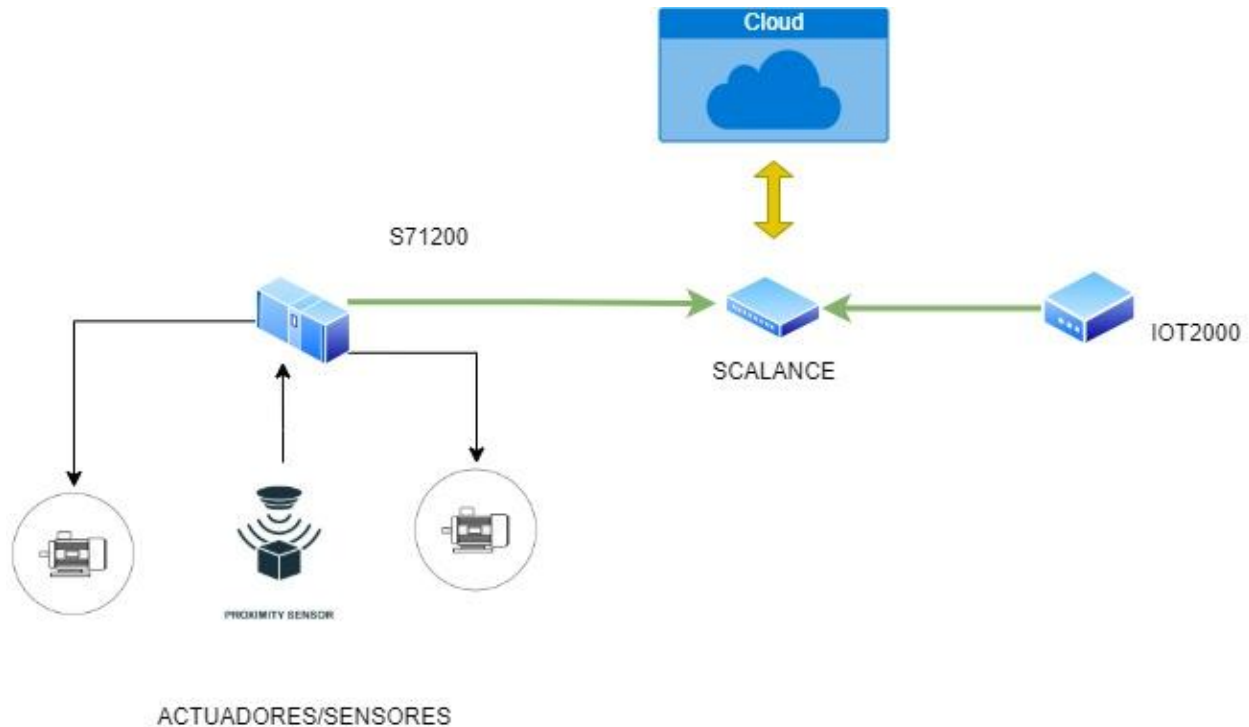 Cloud
S71200
IOT2000
SCALANCE
PROXIMITY SENSOR
ACTUADORES/SENSORES